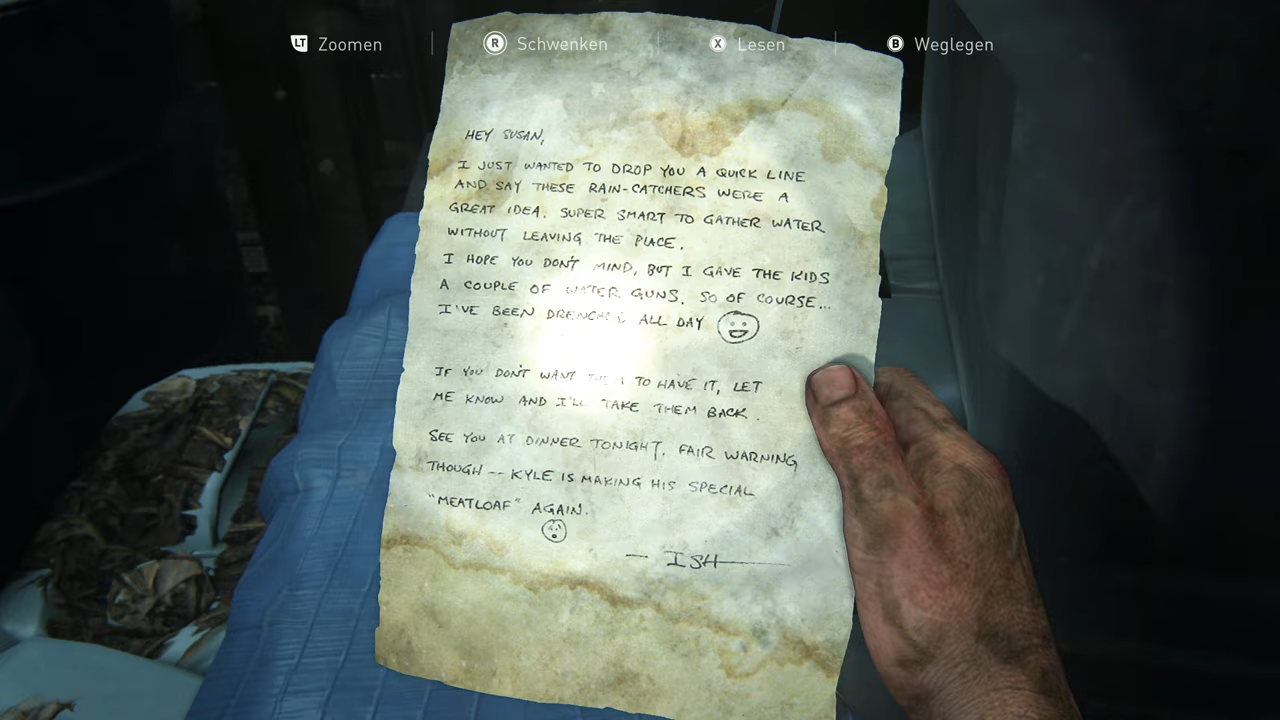 LT Zoomen
R Schwenken
X Lesen
B Weglegen
HEY SUSAN,
I JUST WANTED TO DROP YOU A QUICK LINE
AND SAY THESE RAIN-CATCHERS WERE A
GREAT IDEA. SUPER SMART TO GATHER WATER
WITHOUT LEAVING THE PLACE.
I HOPE YOU DON'T MIND, BUT I GAVE THE KIDS
A COUPLE OF WATER GUNS. SO OF COURSE...
I'VE BEEN DRENCHED ALL DAY
IF YOU DON'T WANT THEM TO HAVE IT, LET
ME KNOW AND I'LL TAKE THEM BACK.
SEE YOU AT DINNER TONIGHT. FAIR WARNING
THOUGH -- KYLE IS MAKING HIS SPECIAL
"MEATLOAF" AGAIN.
— ISH